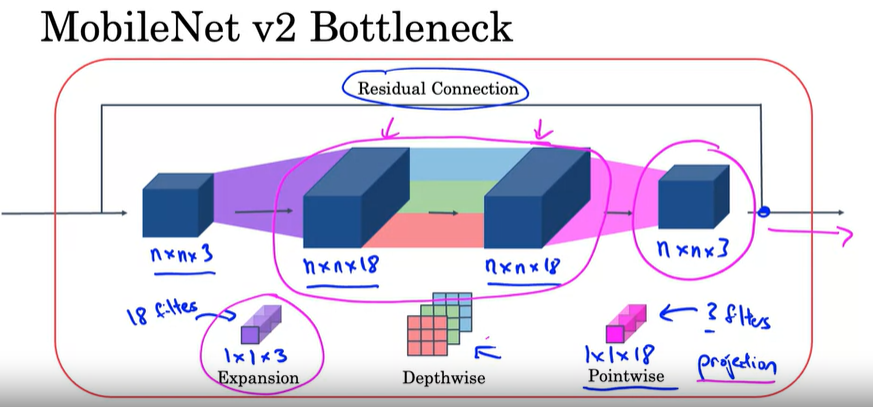 MobileNet v2 Bottleneck
Residual Connection
n×n×3
n×n×18
n×n×18
n×n×3
18 filters
1×1×3
Expansion
Depthwise
1×1×18
Pointwise
3 filters
projection